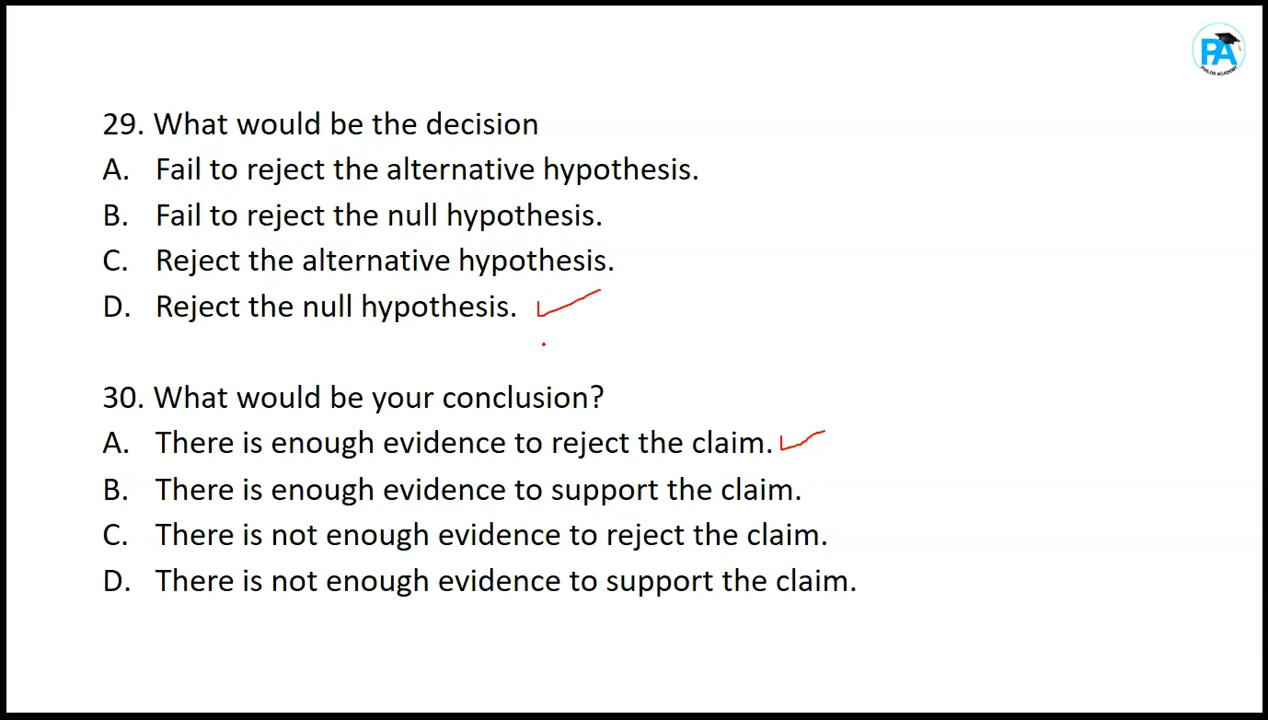 PA
PHILOS ACADEMY
29. What would be the decision
A. Fail to reject the alternative hypothesis.
B. Fail to reject the null hypothesis.
C. Reject the alternative hypothesis.
D. Reject the null hypothesis.
30. What would be your conclusion?
A. There is enough evidence to reject the claim.
B. There is enough evidence to support the claim.
C. There is not enough evidence to reject the claim.
D. There is not enough evidence to support the claim.